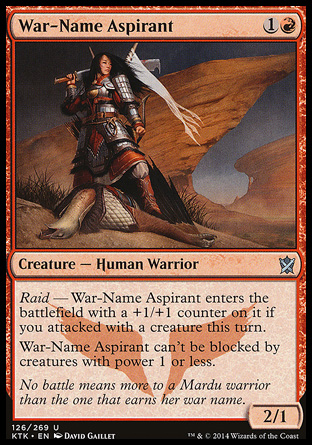 War-Name Aspirant 1
Creature — Human Warrior
Raid — War-Name Aspirant enters the
battlefield with a +1/+1 counter on it if
you attacked with a creature this turn.
War-Name Aspirant can't be blocked by
creatures with power 1 or less.
No battle means more to a Mardu warrior
than the one that earns her war name.
2/1
126/269 U
KTK • EN DAVID GAILLET
™ & © 2014 Wizards of the Coast